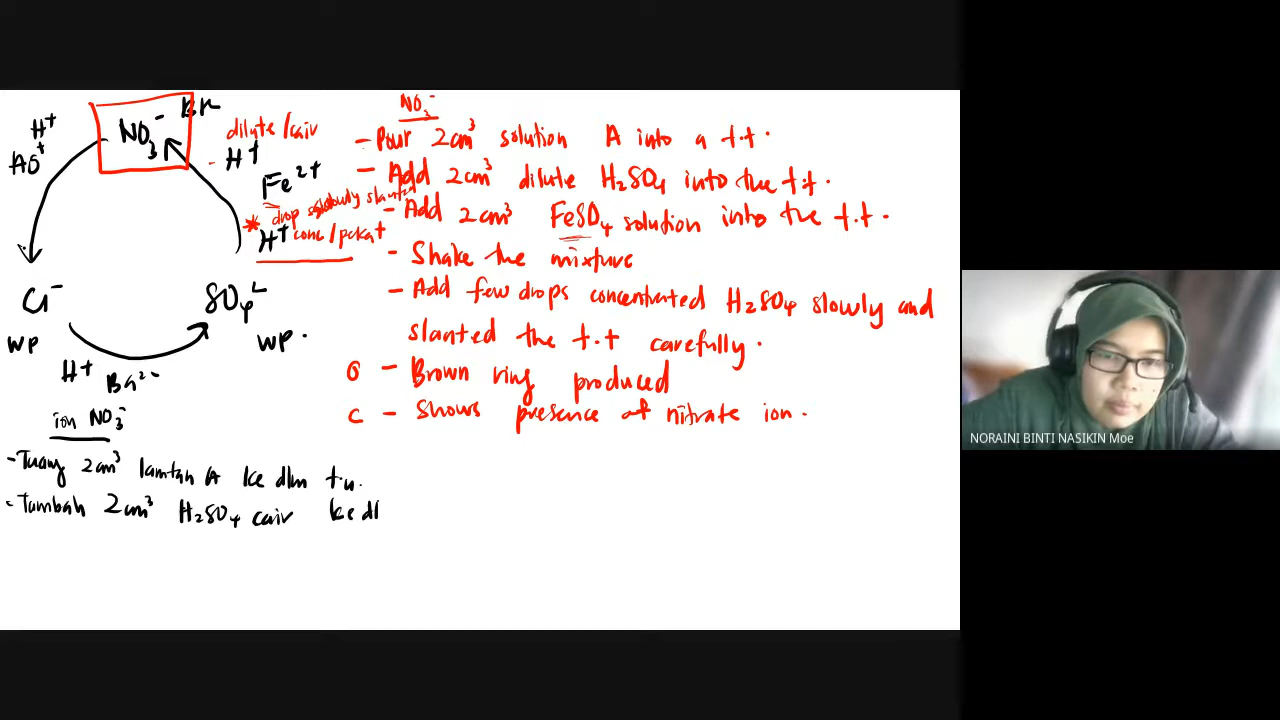 NO₃⁻
BR
H⁺
Ag⁺
dilute/cair
- H⁺
Fe²⁺
* drop slowly slanted
H⁺ conc/pekat
Cl⁻
WP
SO₄²⁻
WP.
H⁺ Ba²⁻
NO₃⁻
- Pour 2cm³ solution A into a t.t.
- Add 2cm³ dilute H₂SO₄ into the t.t.
- Add 2cm³ FeSO₄ solution into the t.t.
- Shake the mixture
- Add few drops concentrated H₂SO₄ slowly and
slanted the t.t carefully.
O - Brown ring produced
C - Shows presence of nitrate ion.
ion NO₃⁻
- Tuang 2cm³ larutan A ke dlm t.u.
- Tambah 2cm³ H₂SO₄ cair ke dl
NORAINI BINTI NASIKIN Moe